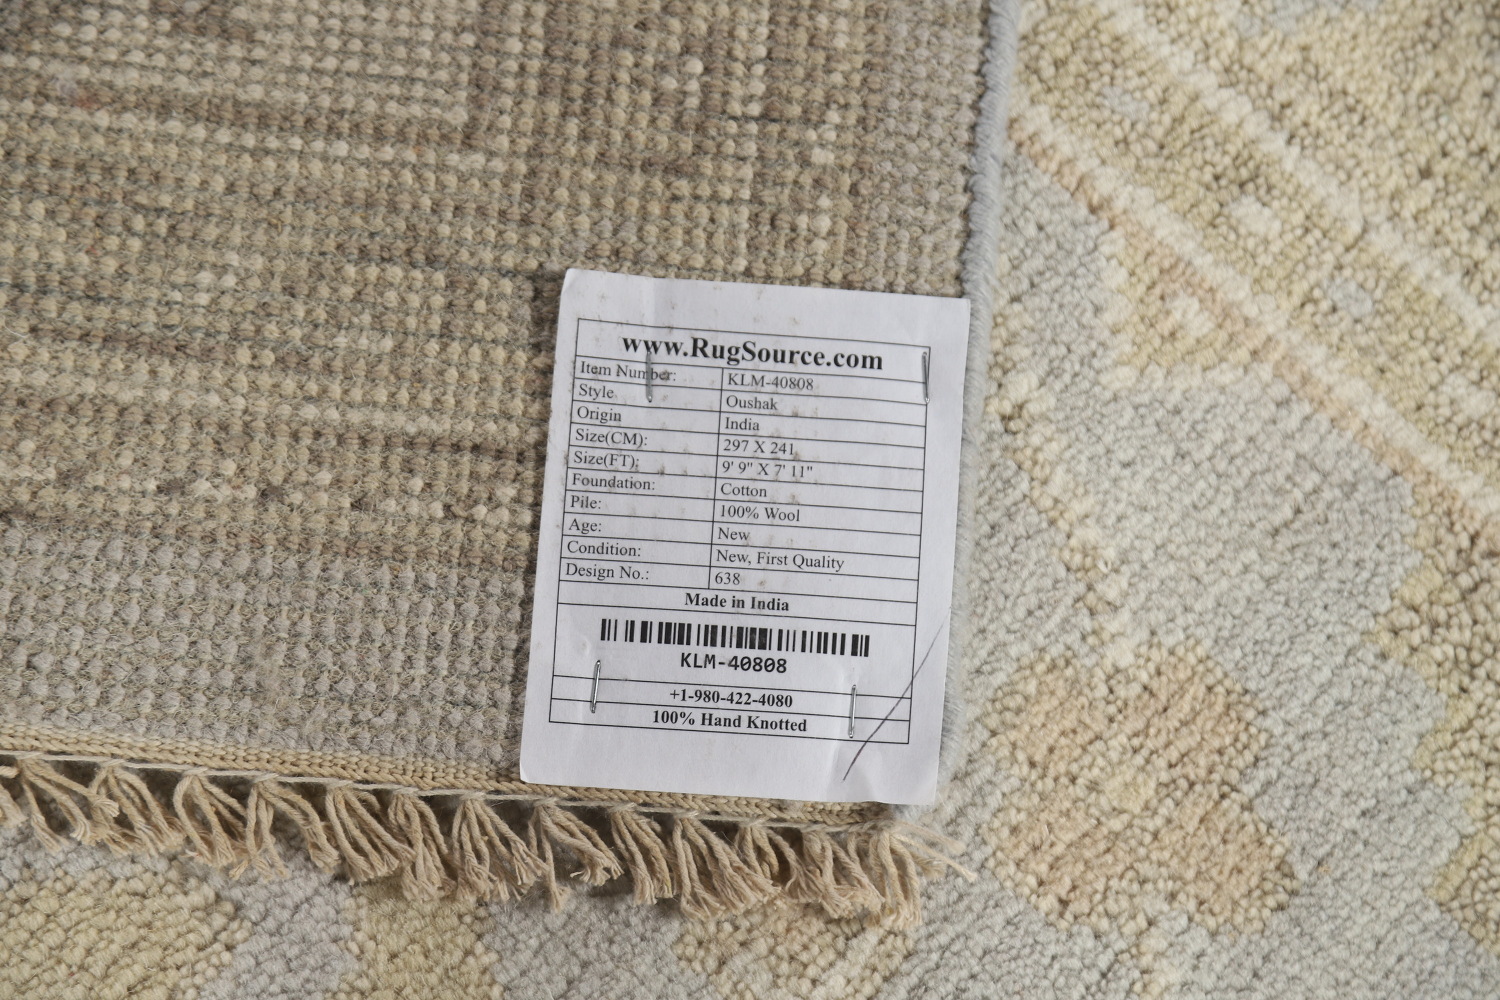 www.RugSource.com
Item Number: KLM-40808
Style Oushak
Origin India
Size(CM): 297 X 241
Size(FT): 9' 9" X 7' 11"
Foundation: Cotton
Pile: 100% Wool
Age: New
Condition: New, First Quality
Design No.: 638
Made in India
KLM-40808
+1-980-422-4080
100% Hand Knotted